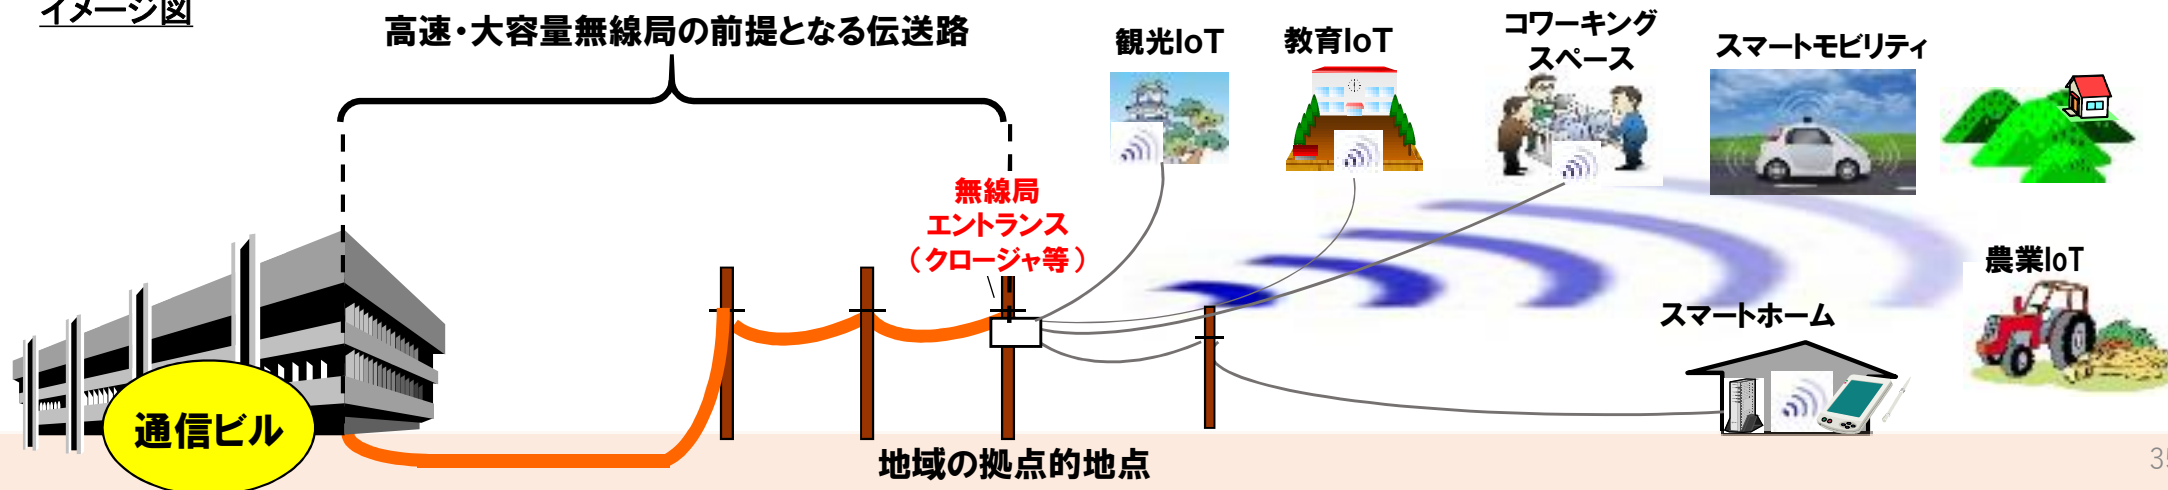 イメージ図
高速・大容量無線局の前提となる伝送路
観光IoT
教育IoT
コワーキング
スペース
スマートモビリティ
無線局
エントランス
（クロージャ等）
農業IoT
スマートホーム
通信ビル
地域の拠点的地点
35